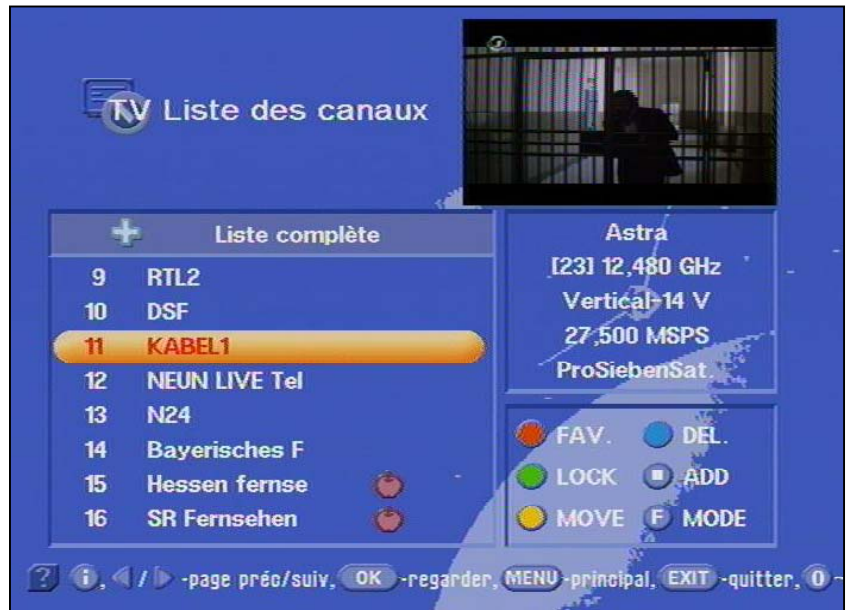 TV Liste des canaux
Liste complète
9 RTL2
10 DSF
11 KABEL1
12 NEUN LIVE Tel
13 N24
14 Bayerisches F
15 Hessen fernse
16 SR Fernsehen
Astra
[23] 12,480 GHz
Vertical-14 V
27,500 MSPS
ProSiebenSat.
FAV. DEL.
LOCK ADD
MOVE F MODE
? i, / -page préc/suiv, OK -regarder, MENU -principal, EXIT -quitter, 0 -